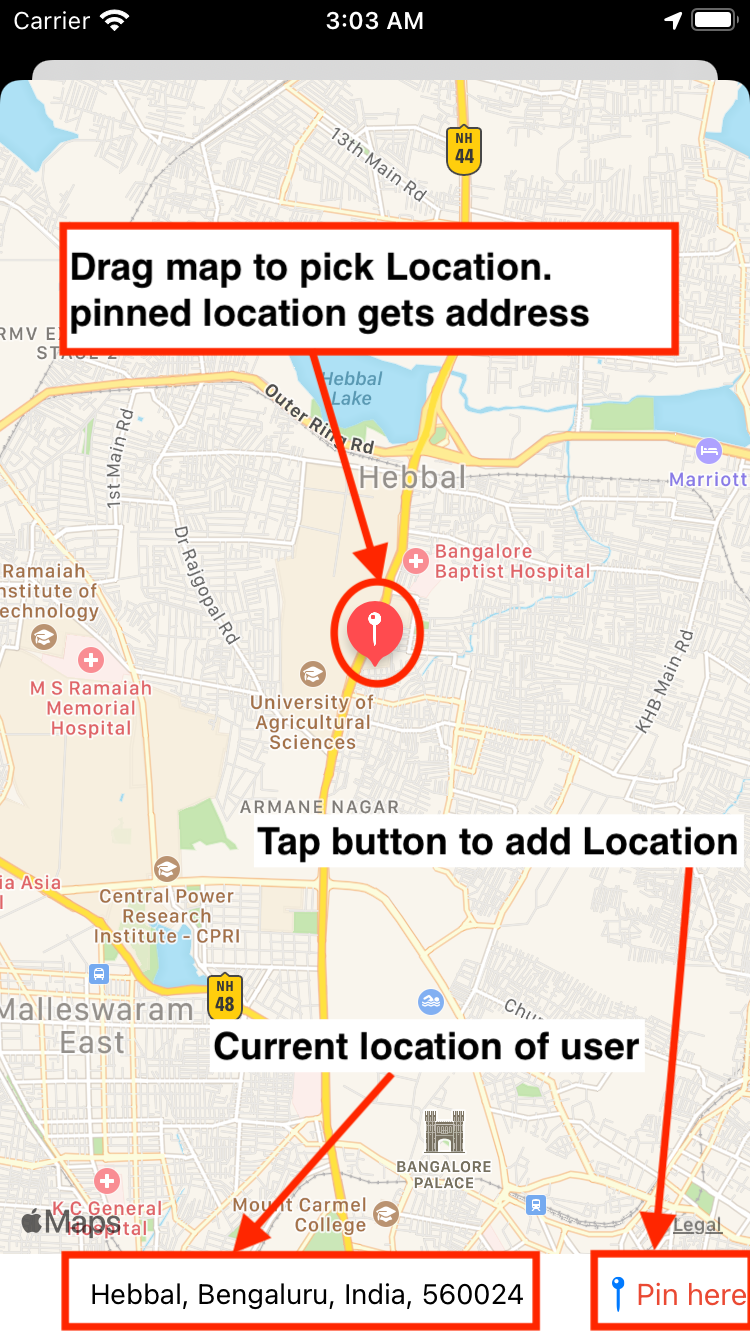 Carrier
3:03 AM
13th Main Rd
NH
44
Drag map to pick Location.
pinned location gets address
RMV E
STAGE 2
Hebbal
Lake
Outer Ring Rd
1st Main Rd
Hebbal
Marriott
Dr Rajgopal Rd
Bangalore
Baptist Hospital
Ramaiah
nstitute of
echnology
M S Ramaiah
Memorial
Hospital
KHB Main Rd
University of
Agricultural
Sciences
ARMANE NAGAR
Tap button to add Location
ia Asia
Central Power
Research
Institute - CPRI
NH
48
Malleswaram
East
Chu
Current location of user
BANGALORE
PALACE
K C General
Hospital
Mount Carmel
College
Maps
Legal
Hebbal, Bengaluru, India, 560024
Pin here